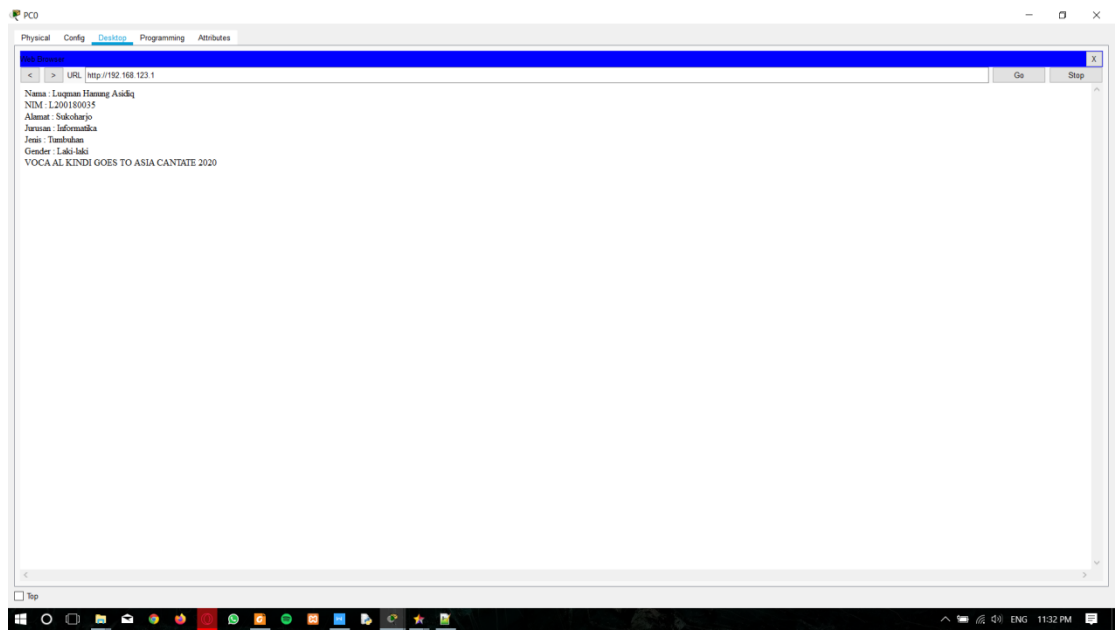 PC0
Physical Config Desktop Programming Attributes
Web Browser X
< > URL http://192.168.123.1 Go Stop
Nama : Luqman Hanung Asidiq
NIM : L200180035
Alamat : Sukoharjo
Jurusan : Informatika
Jenis : Tumbuhan
Gender : Laki-laki
VOCA AL KINDI GOES TO ASIA CANTATE 2020
Top
ENG 11:32 PM